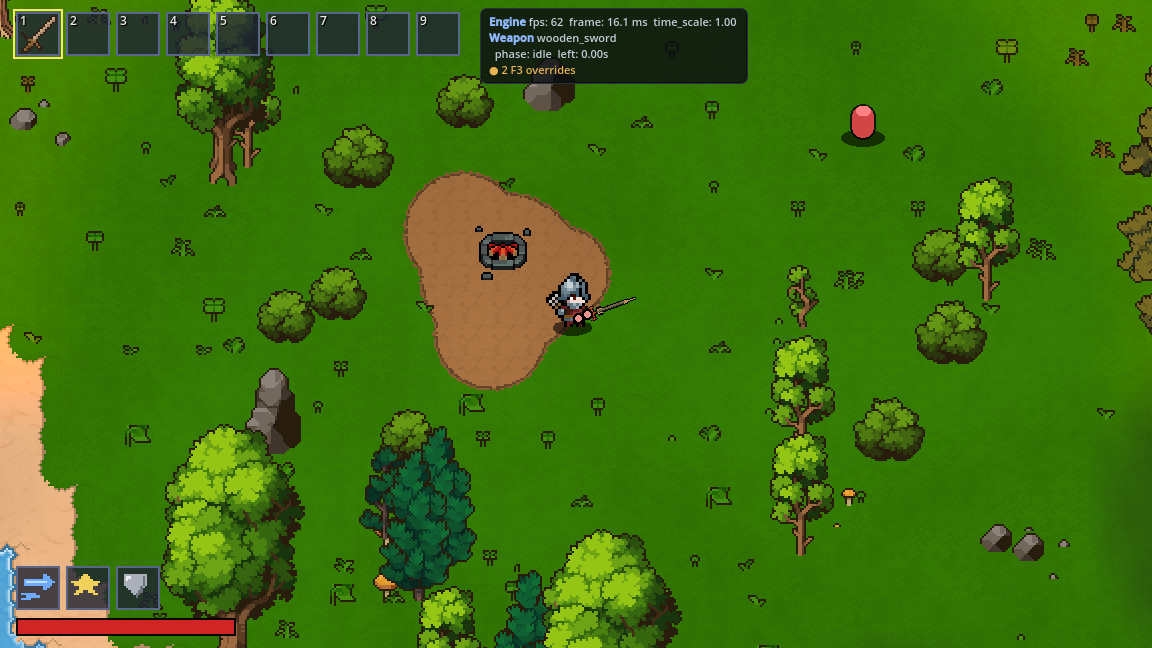 1 2 3 4 5 6 7 8 9
Engine fps: 62 frame: 16.1 ms time_scale: 1.00
Weapon wooden_sword
phase: idle left: 0.00s
2 F3 overrides